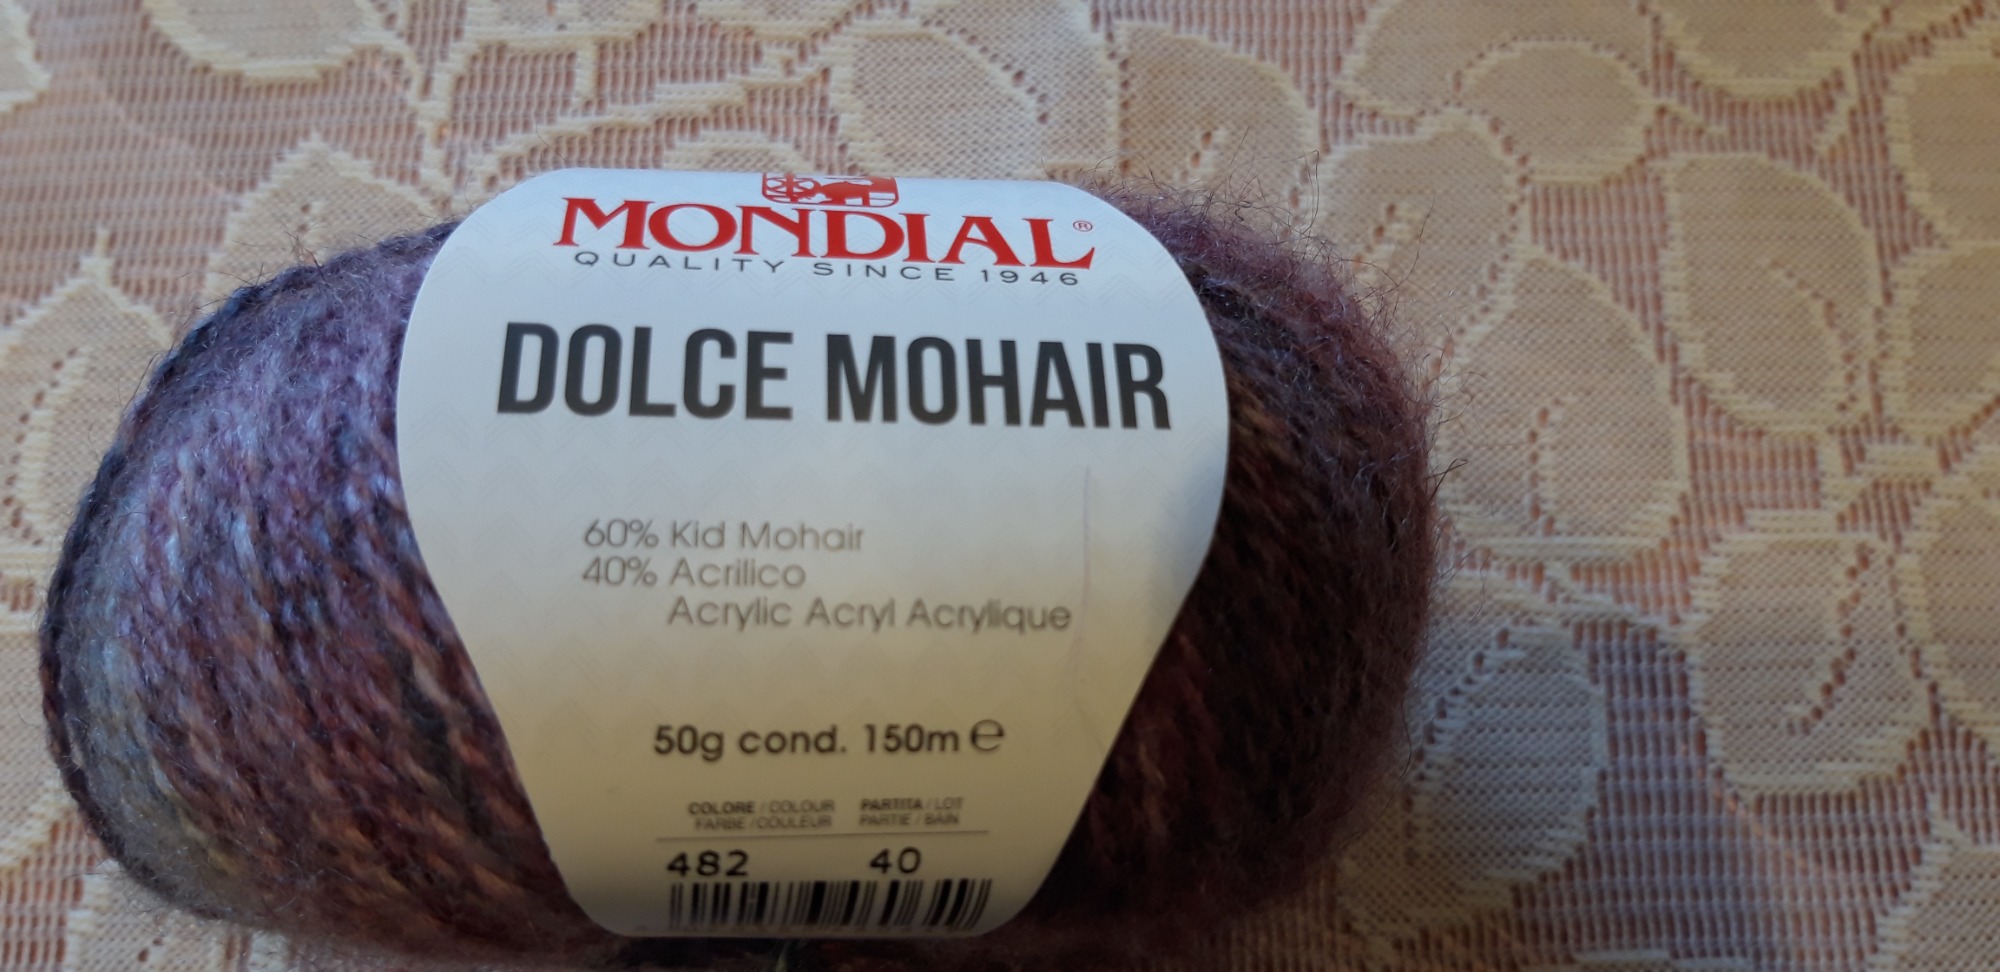 MONDIAL®
QUALITY SINCE 1946
DOLCE MOHAIR
60% Kid Mohair
40% Acrilico
Acrylic Acryl Acrylique
50g cond. 150m ℮
COLORE / COLOUR PARTITA / LOT
FARBE / COULEUR PARTIE / BAIN
482 40